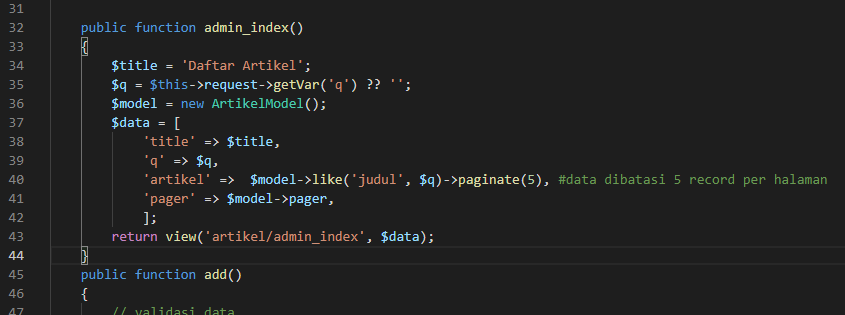 31
32 public function admin_index()
33 {
34 $title = 'Daftar Artikel';
35 $q = $this->request->getVar('q') ?? '';
36 $model = new ArtikelModel();
37 $data = [
38 'title' => $title,
39 'q' => $q,
40 'artikel' =>  $model->like('judul', $q)->paginate(5), #data dibatasi 5 record per halaman
41 'pager' => $model->pager,
42 ];
43 return view('artikel/admin_index', $data);
44 }
45 public function add()
46 {
47 // validasi data